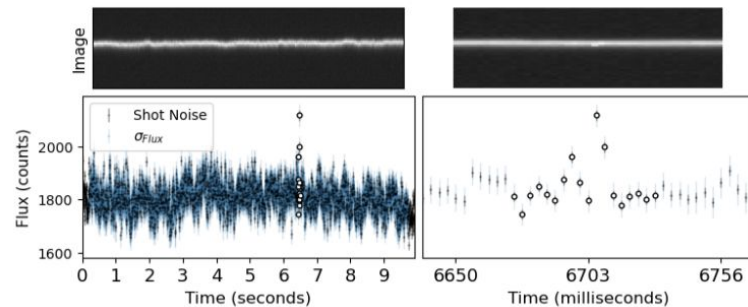 Image
Flux (counts)
Shot Noise
σFlux
2000
1800
1600
0 1 2 3 4 5 6 7 8 9
Time (seconds)
6650 6703 6756
Time (milliseconds)